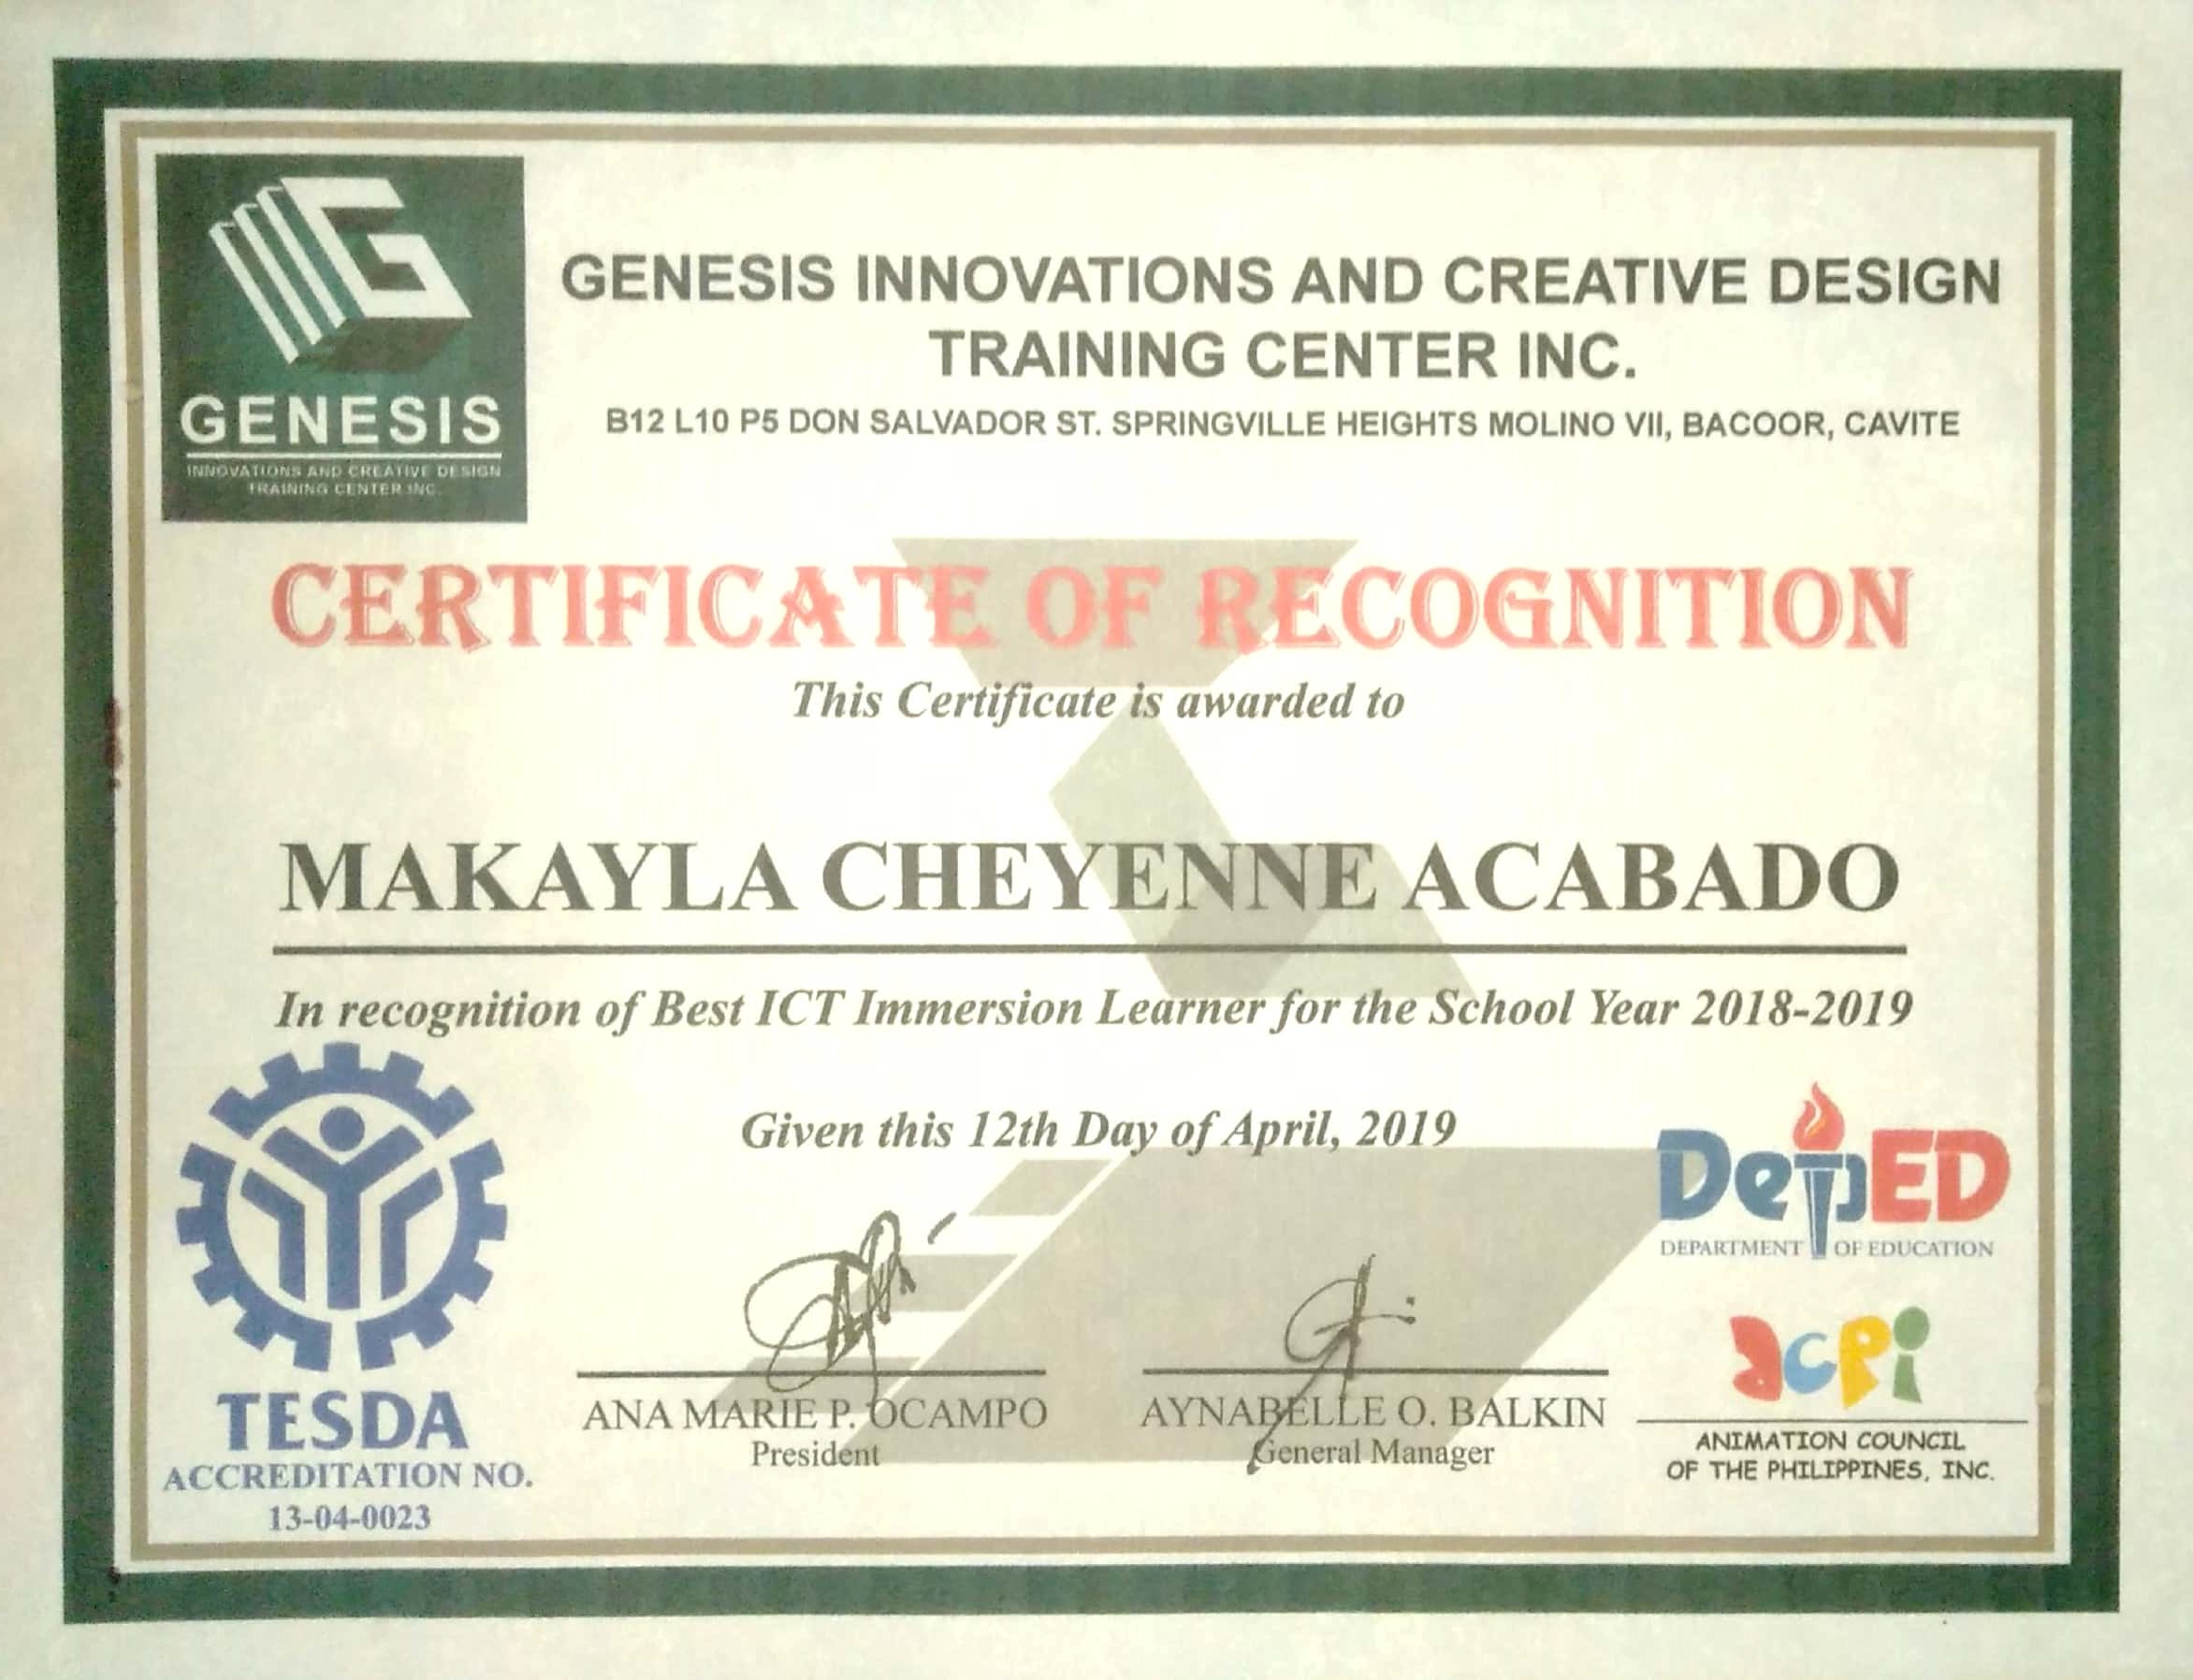 GENESIS
INNOVATIONS AND CREATIVE DESIGN
TRAINING CENTER INC.
GENESIS INNOVATIONS AND CREATIVE DESIGN
TRAINING CENTER INC.
B12 L10 P5 DON SALVADOR ST. SPRINGVILLE HEIGHTS MOLINO VII, BACOOR, CAVITE
CERTIFICATE OF RECOGNITION
This Certificate is awarded to
MAKAYLA CHEYENNE ACABADO
In recognition of Best ICT Immersion Learner for the School Year 2018-2019
Given this 12th Day of April, 2019
TESDA
ACCREDITATION NO.
13-04-0023
ANA MARIE P. OCAMPO
President
AYNABELLE O. BALKIN
General Manager
DepED
DEPARTMENT OF EDUCATION
acpi
ANIMATION COUNCIL
OF THE PHILIPPINES, INC.